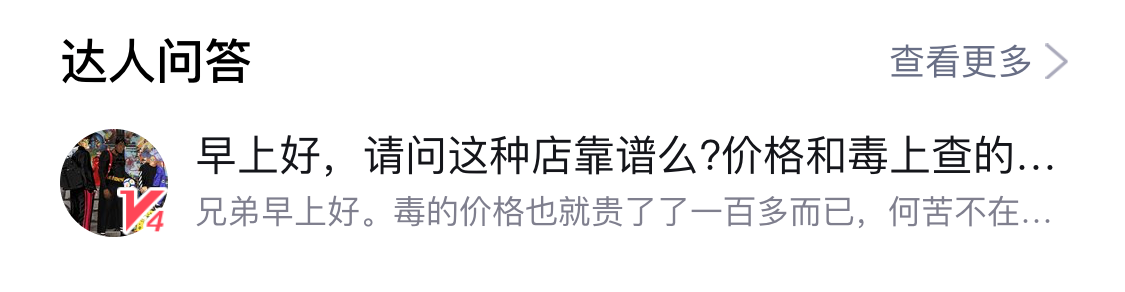 达人问答
查看更多
早上好，请问这种店靠谱么?价格和毒上查的...
兄弟早上好。毒的价格也就贵了了一百多而已，何苦不在...
V4